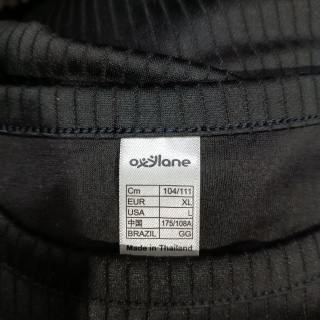 oxylane
Cm 104/111
EUR XL
USA L
中国 175/108A
BRAZIL GG
Made in Thailand